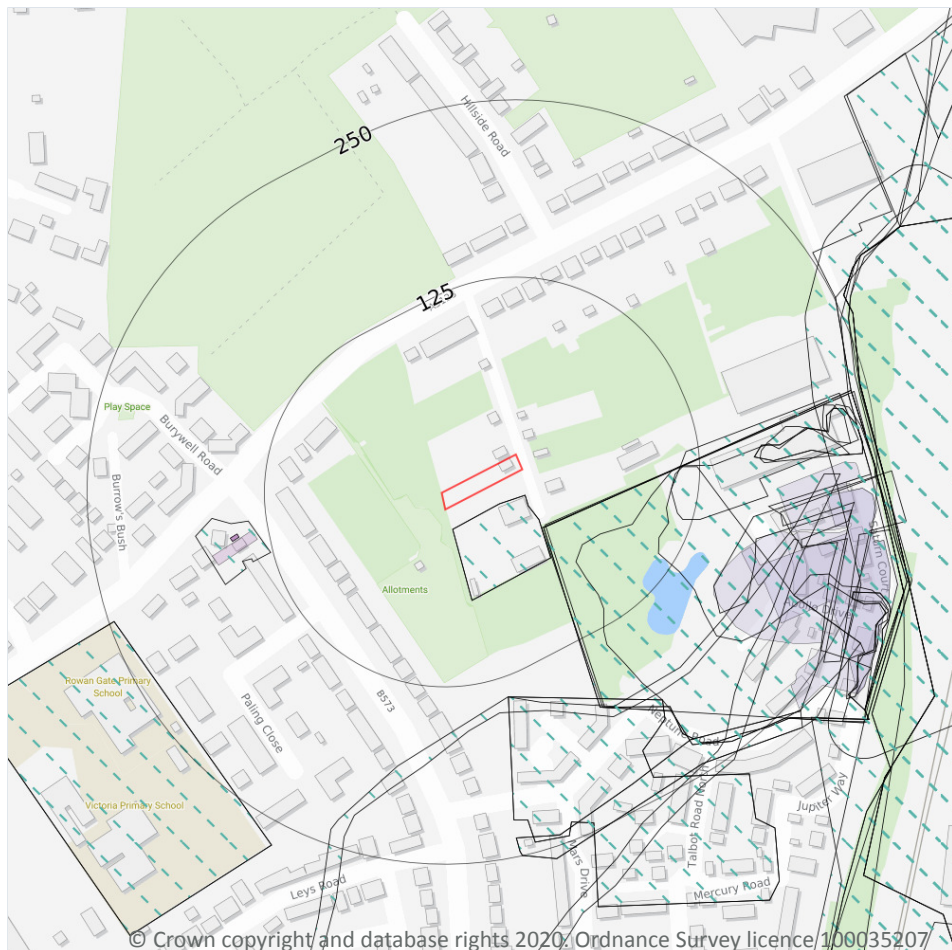 Hillside Road
250
125
Play Space
Burywell Road
Burrow's Bush
Allotments
Rowan Gate Primary
School
Victoria Primary School
Paling Close
B573
Leys Road
Neptune Road
Talbot Road North
Mars Drive
Mercury Road
Jupiter Way
© Crown copyright and database rights 2020. Ordnance Survey licence 100035207